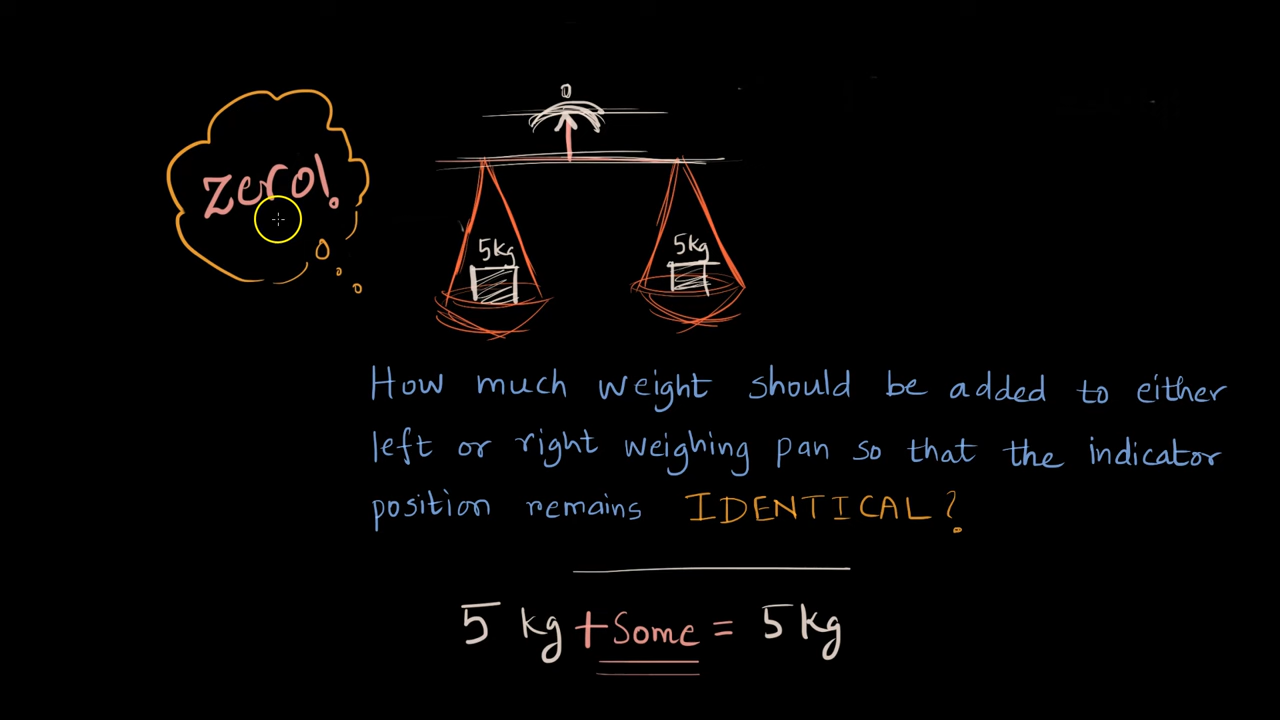 0
zero!
5kg
5kg
How much weight should be added to either
left or right weighing pan so that the indicator
position remains IDENTICAL?
5 kg + Some = 5 kg